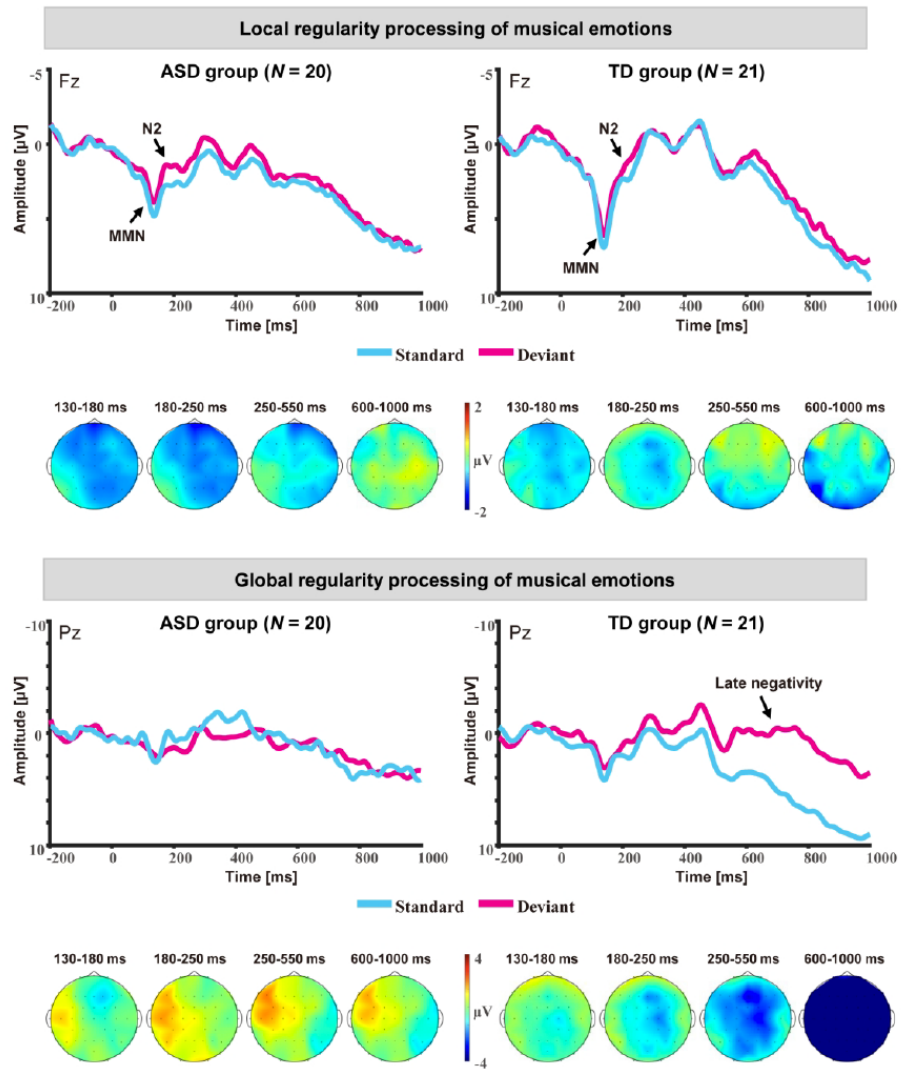 Local regularity processing of musical emotions
ASD group (N = 20)
TD group (N = 21)
-5
Fz
0
10
Amplitude [µV]
N2
MMN
-200 0 200 400 600 800 1000
Time [ms]
-5
Fz
0
10
Amplitude [µV]
N2
MMN
-200 0 200 400 600 800 1000
Time [ms]
Standard Deviant
130-180 ms 180-250 ms 250-550 ms 600-1000 ms
2
µV
-2
130-180 ms 180-250 ms 250-550 ms 600-1000 ms
Global regularity processing of musical emotions
ASD group (N = 20)
TD group (N = 21)
-10
Pz
0
10
Amplitude [µV]
-200 0 200 400 600 800 1000
Time [ms]
-10
Pz
0
10
Amplitude [µV]
Late negativity
-200 0 200 400 600 800 1000
Time [ms]
Standard Deviant
130-180 ms 180-250 ms 250-550 ms 600-1000 ms
4
µV
-4
130-180 ms 180-250 ms 250-550 ms 600-1000 ms